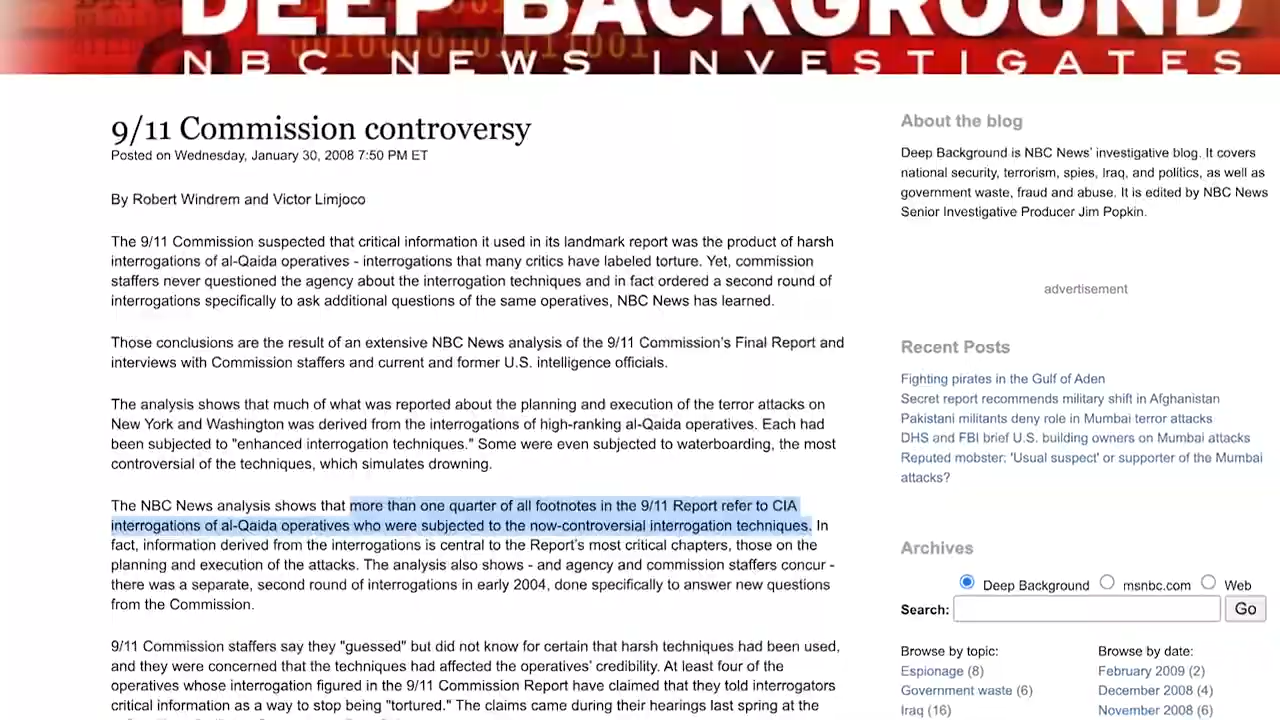 DEEP BACKGROUND
NBC NEWS INVESTIGATES
9/11 Commission controversy
Posted on Wednesday, January 30, 2008 7:50 PM ET
By Robert Windrem and Victor Limjoco
The 9/11 Commission suspected that critical information it used in its landmark report was the product of harsh
interrogations of al-Qaida operatives - interrogations that many critics have labeled torture. Yet, commission
staffers never questioned the agency about the interrogation techniques and in fact ordered a second round of
interrogations specifically to ask additional questions of the same operatives, NBC News has learned.
Those conclusions are the result of an extensive NBC News analysis of the 9/11 Commission's Final Report and
interviews with Commission staffers and current and former U.S. intelligence officials.
The analysis shows that much of what was reported about the planning and execution of the terror attacks on
New York and Washington was derived from the interrogations of high-ranking al-Qaida operatives. Each had
been subjected to "enhanced interrogation techniques." Some were even subjected to waterboarding, the most
controversial of the techniques, which simulates drowning.
The NBC News analysis shows that more than one quarter of all footnotes in the 9/11 Report refer to CIA
interrogations of al-Qaida operatives who were subjected to the now-controversial interrogation techniques. In
fact, information derived from the interrogations is central to the Report's most critical chapters, those on the
planning and execution of the attacks. The analysis also shows - and agency and commission staffers concur -
there was a separate, second round of interrogations in early 2004, done specifically to answer new questions
from the Commission.
9/11 Commission staffers say they "guessed" but did not know for certain that harsh techniques had been used,
and they were concerned that the techniques had affected the operatives' credibility. At least four of the
operatives whose interrogation figured in the 9/11 Commission Report have claimed that they told interrogators
critical information as a way to stop being "tortured." The claims came during their hearings last spring at the
About the blog
Deep Background is NBC News' investigative blog. It covers
national security, terrorism, spies, Iraq, and politics, as well as
government waste, fraud and abuse. It is edited by NBC News
Senior Investigative Producer Jim Popkin.
advertisement
Recent Posts
Fighting pirates in the Gulf of Aden
Secret report recommends military shift in Afghanistan
Pakistani militants deny role in Mumbai terror attacks
DHS and FBI brief U.S. building owners on Mumbai attacks
Reputed mobster: 'Usual suspect' or supporter of the Mumbai
attacks?
Archives
Deep Background msnbc.com Web
Search: Go
Browse by topic: Browse by date:
Espionage (8) February 2009 (2)
Government waste (6) December 2008 (4)
Iraq (16) November 2008 (6)